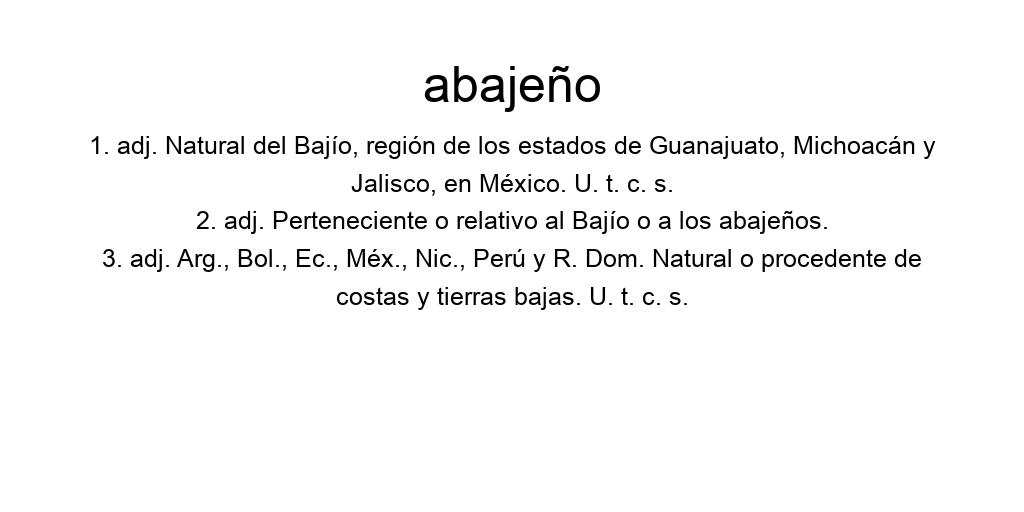 abajeño
1. adj. Natural del Bajío, región de los estados de Guanajuato, Michoacán y
Jalisco, en México. U. t. c. s.
2. adj. Perteneciente o relativo al Bajío o a los abajeños.
3. adj. Arg., Bol., Ec., Méx., Nic., Perú y R. Dom. Natural o procedente de
costas y tierras bajas. U. t. c. s.